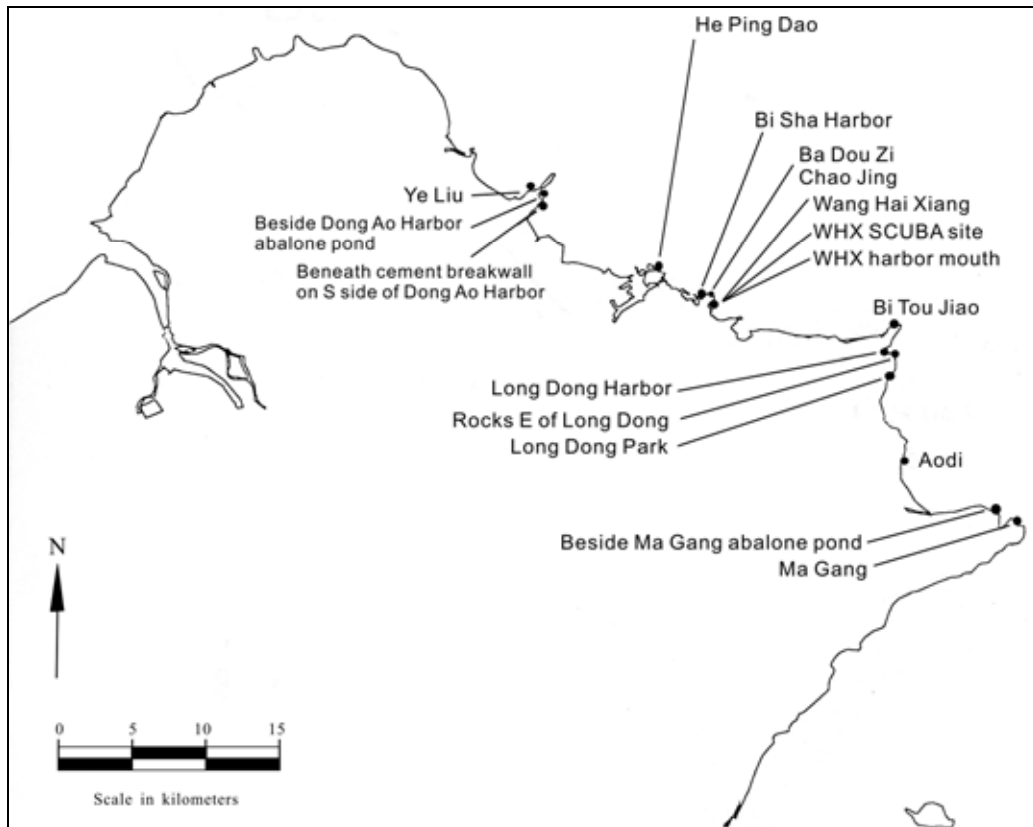 He Ping Dao
Bi Sha Harbor
Ba Dou Zi
Chao Jing
Wang Hai Xiang
WHX SCUBA site
WHX harbor mouth
Ye Liu
Beside Dong Ao Harbor
abalone pond
Beneath cement breakwall
on S side of Dong Ao Harbor
Bi Tou Jiao
Long Dong Harbor
Rocks E of Long Dong
Long Dong Park
Aodi
Beside Ma Gang abalone pond
Ma Gang
N
0 5 10 15
Scale in kilometers